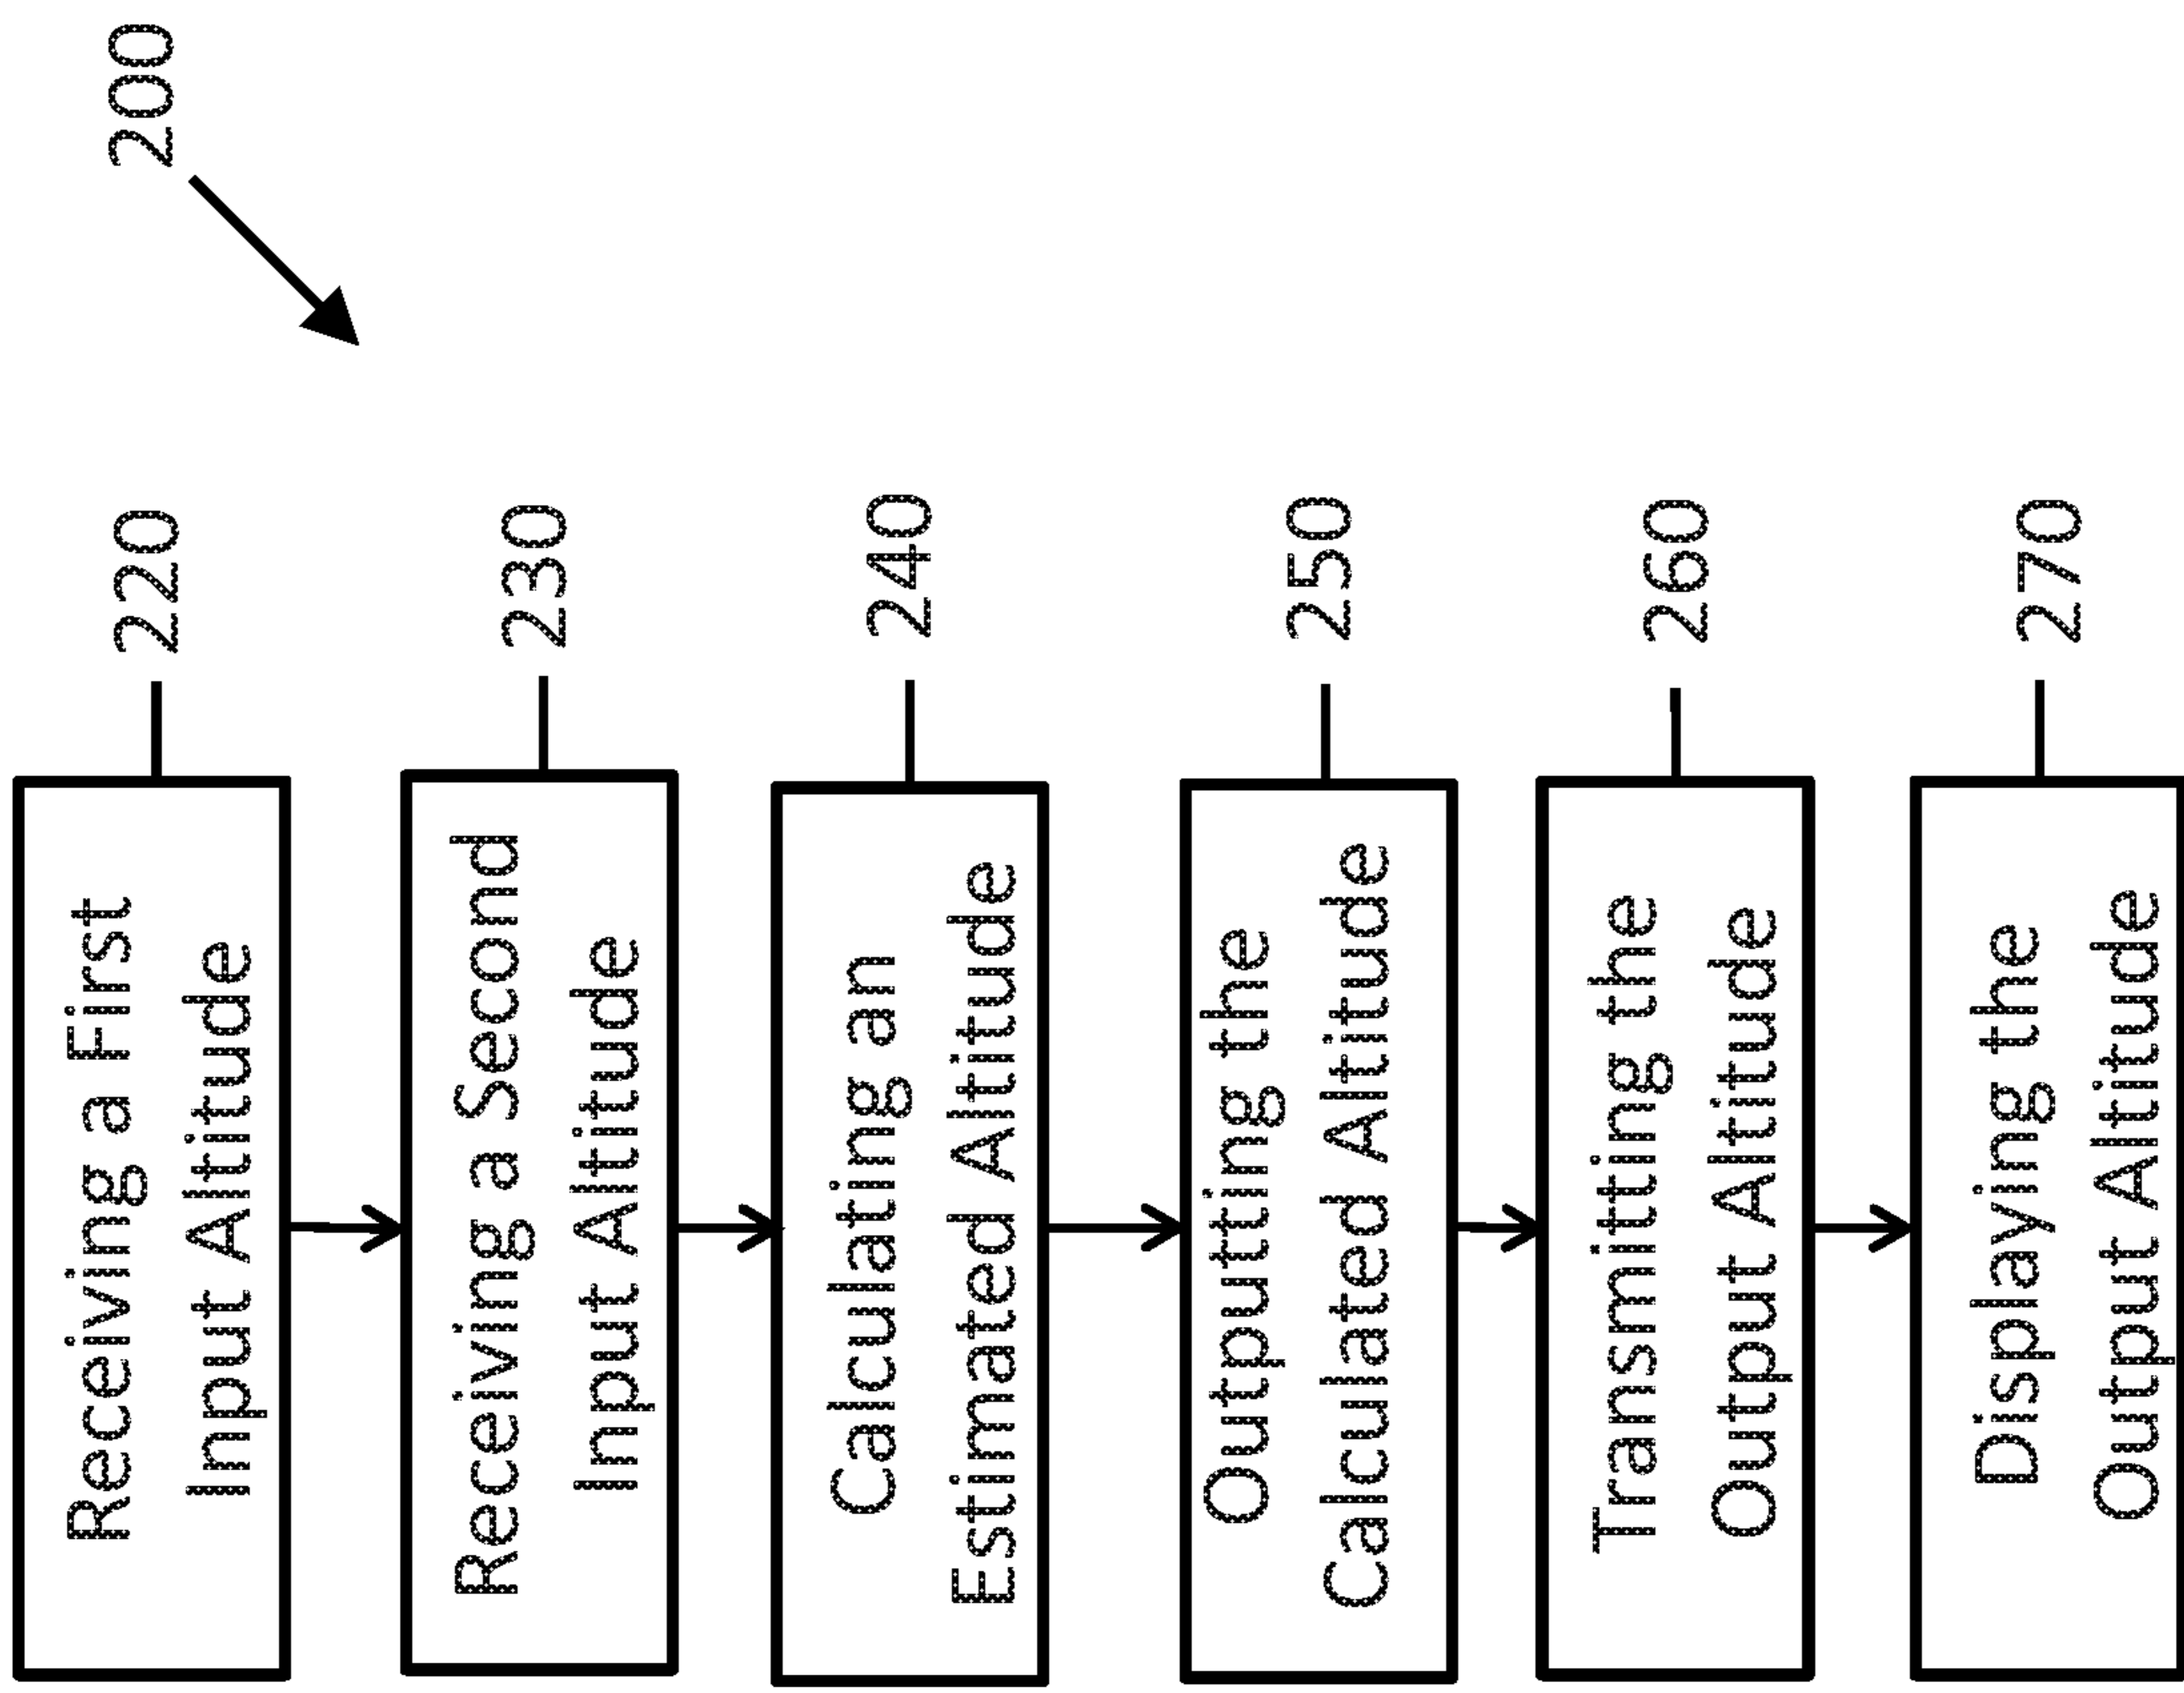 200
Receiving a First
Input Altitude
220
Receiving a Second
Input Altitude
230
Calculating an
Estimated Altitude
240
Outputting the
Calculated Altitude
250
Transmitting the
Output Altitude
260
Displaying the
Output Altitude
270